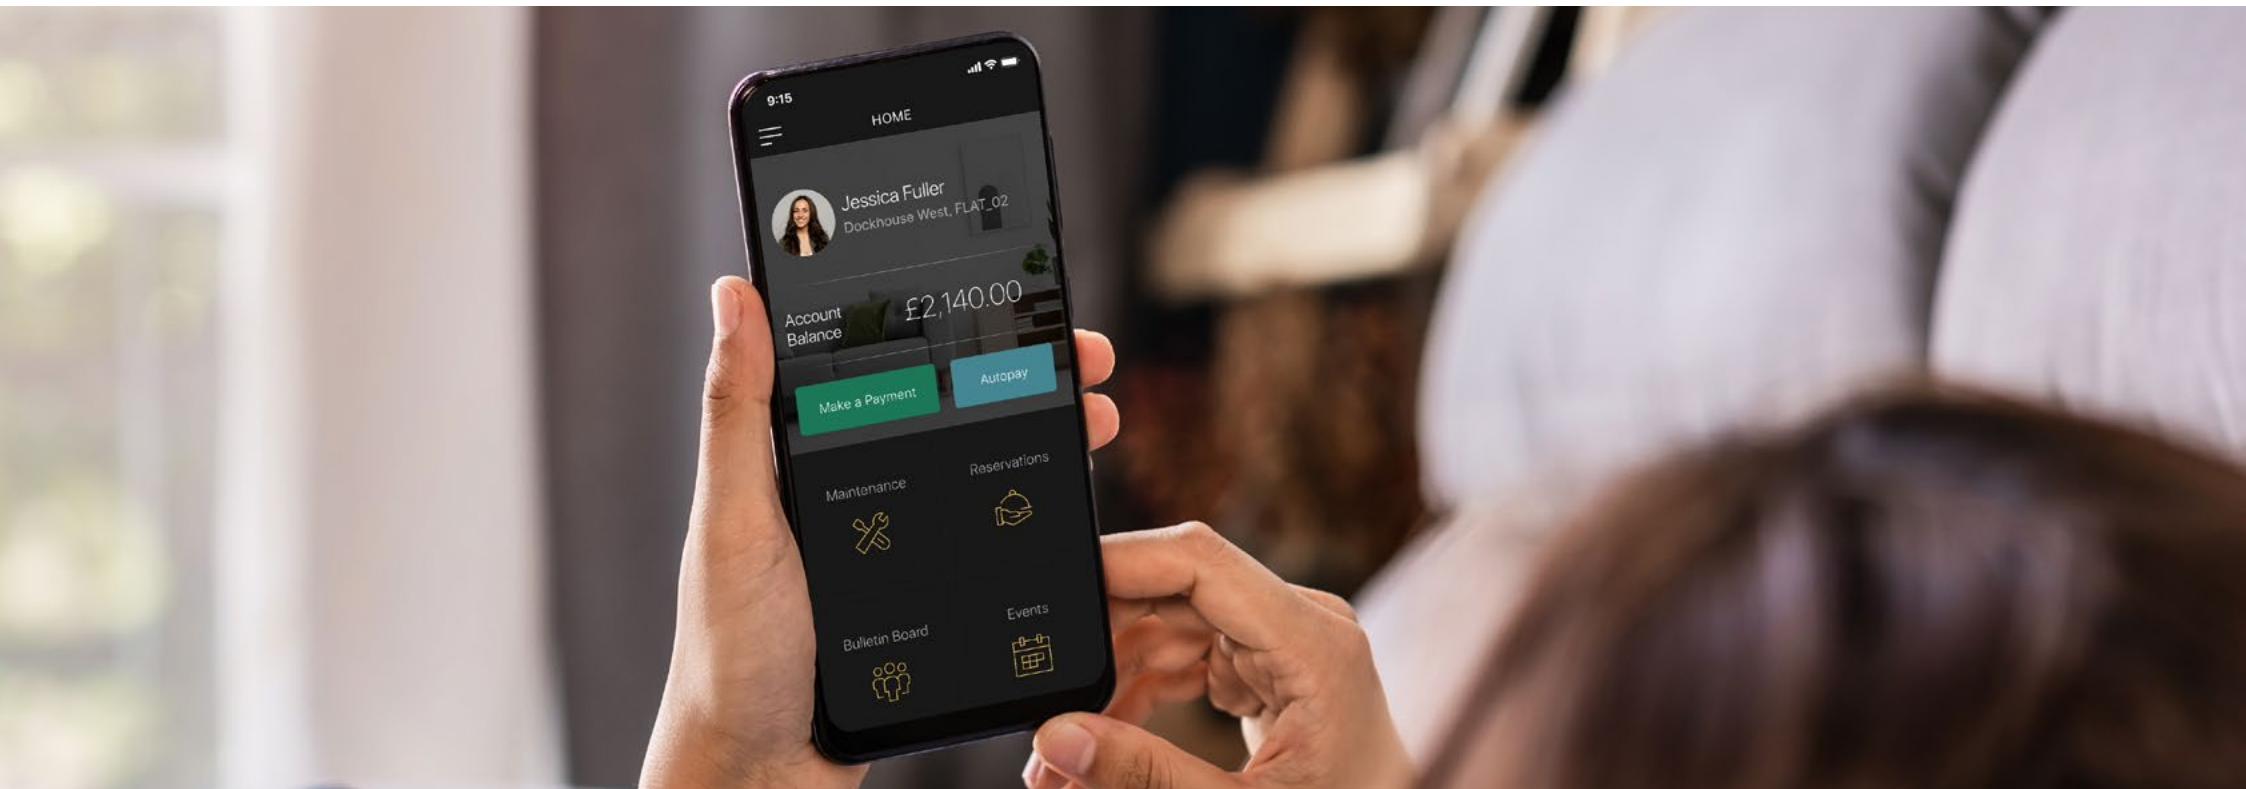 9:15
HOME
Jessica Fuller
Dockhouse West, FLAT_02
Account
Balance
£2,140.00
Make a Payment
Autopay
Maintenance
Reservations
Bulletin Board
Events